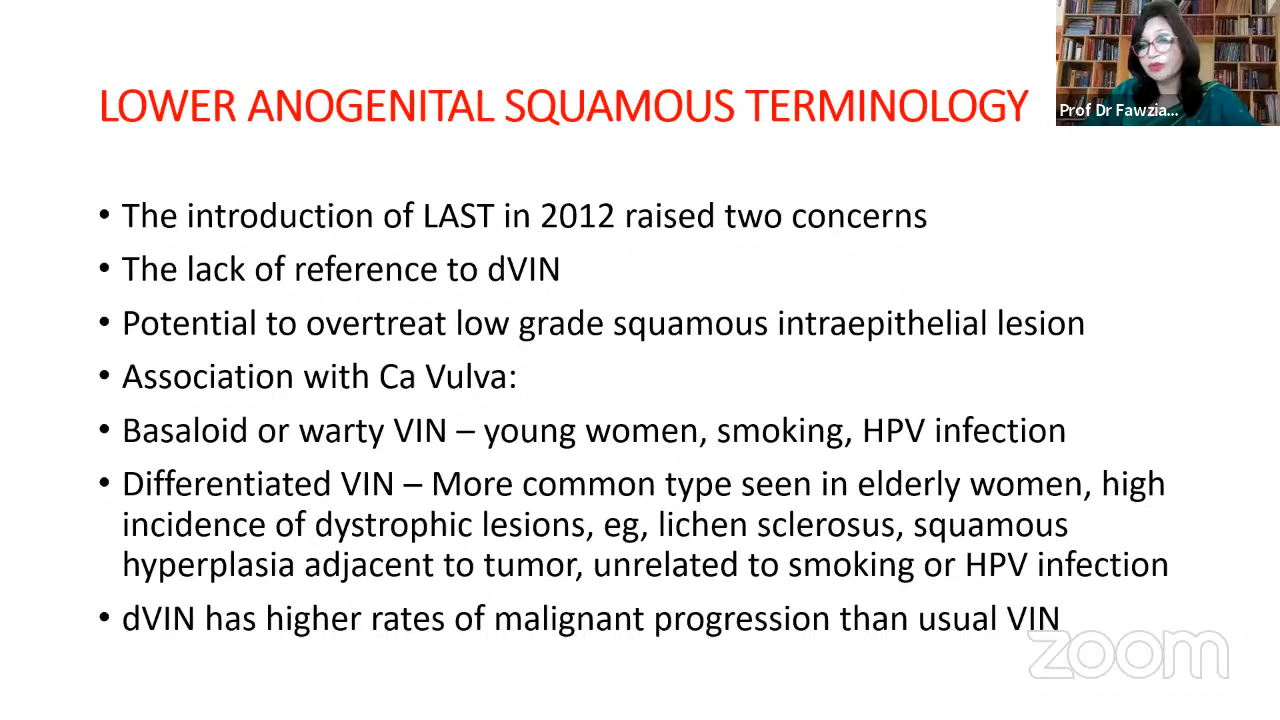 LOWER ANOGENITAL SQUAMOUS TERMINOLOGY
Prof Dr Fawzia...
• The introduction of LAST in 2012 raised two concerns
• The lack of reference to dVIN
• Potential to overtreat low grade squamous intraepithelial lesion
• Association with Ca Vulva:
• Basaloid or warty VIN – young women, smoking, HPV infection
• Differentiated VIN – More common type seen in elderly women, high
incidence of dystrophic lesions, eg, lichen sclerosus, squamous
hyperplasia adjacent to tumor, unrelated to smoking or HPV infection
• dVIN has higher rates of malignant progression than usual VIN
zoom